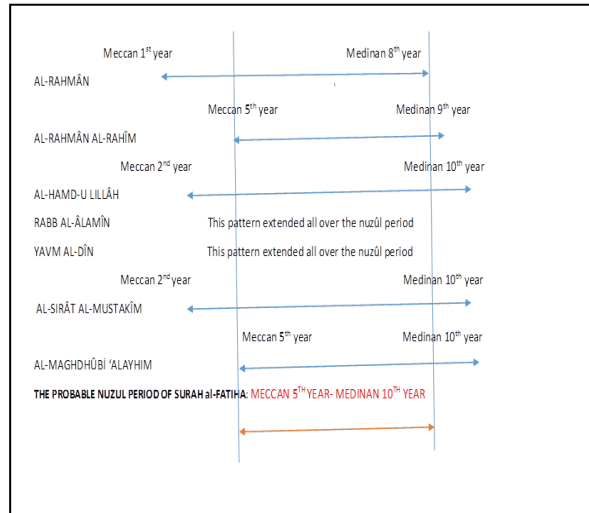 Meccan 1st year Medinan 8th year
AL-RAHMÂN
Meccan 5th year Medinan 9th year
AL-RAHMÂN AL-RAHÎM
Meccan 2nd year Medinan 10th year
AL-HAMD-U LILLÂH
RABB AL-ÂLAMÎN This pattern extended all over the nuzûl period
YAVM AL-DÎN This pattern extended all over the nuzûl period
Meccan 2nd year Medinan 10th year
AL-SIRÂT AL-MUSTAKÎM
Meccan 5th year Medinan 10th year
AL-MAGHDHÛBİ ‘ALAYHIM
THE PROBABLE NUZUL PERIOD OF SURAH al-FATIHA: MECCAN 5TH YEAR- MEDINAN 10TH YEAR